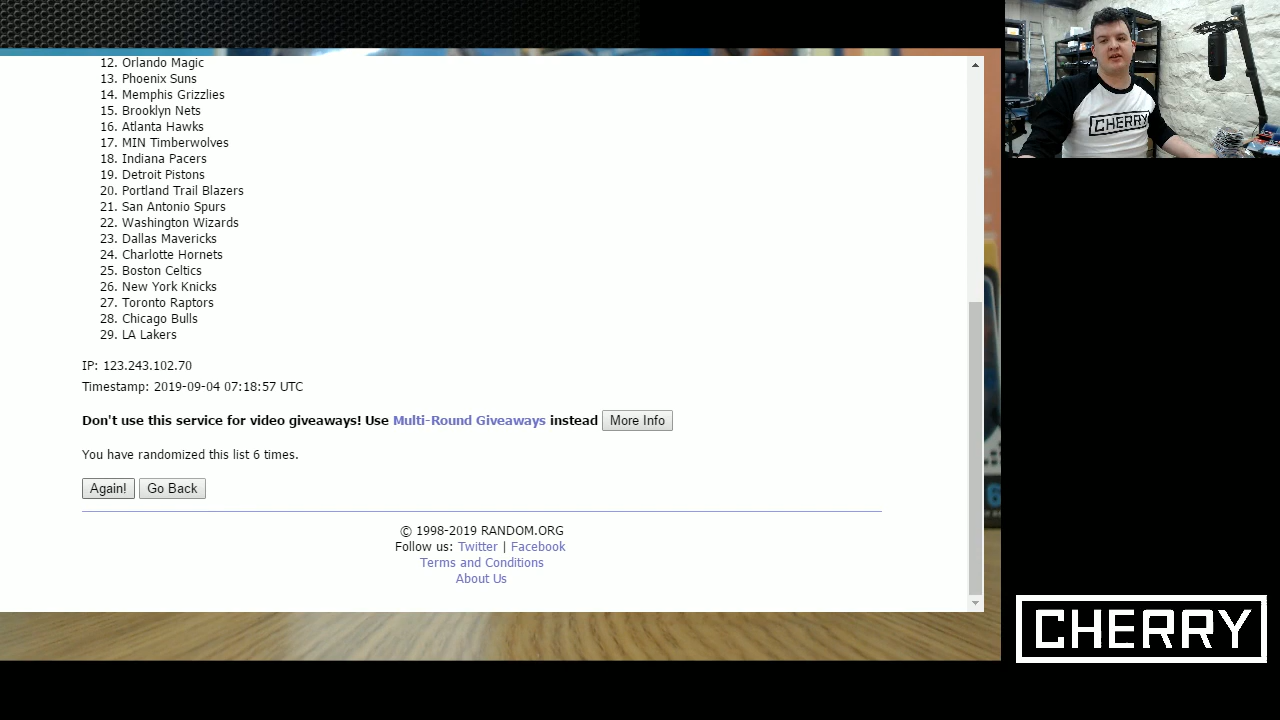 12. Orlando Magic
13. Phoenix Suns
14. Memphis Grizzlies
15. Brooklyn Nets
16. Atlanta Hawks
17. MIN Timberwolves
18. Indiana Pacers
19. Detroit Pistons
20. Portland Trail Blazers
21. San Antonio Spurs
22. Washington Wizards
23. Dallas Mavericks
24. Charlotte Hornets
25. Boston Celtics
26. New York Knicks
27. Toronto Raptors
28. Chicago Bulls
29. LA Lakers
IP: 123.243.102.70
Timestamp: 2019-09-04 07:18:57 UTC
Don't use this service for video giveaways! Use Multi-Round Giveaways instead More Info
You have randomized this list 6 times.
Again! Go Back
© 1998-2019 RANDOM.ORG
Follow us: Twitter | Facebook
Terms and Conditions
About Us
CHERRY
CHERRY